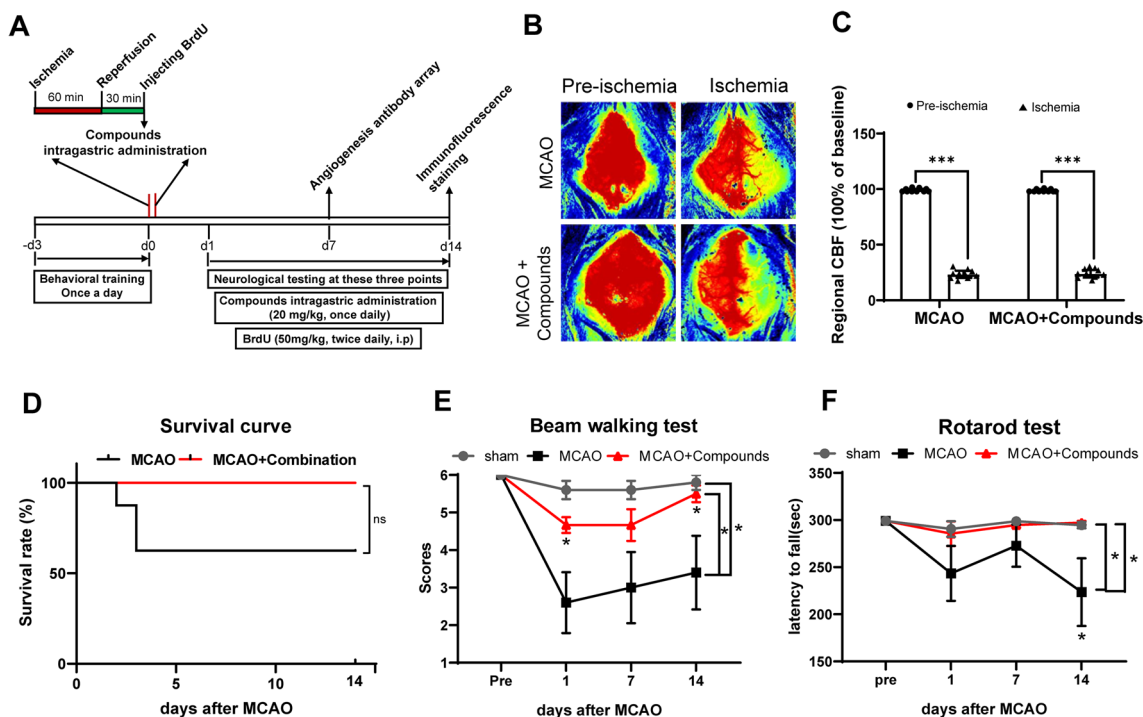 A
Ischemia
Reperfusion
Injecting BrdU
60 min
30 min
Compounds
intragastric administration
Angiogenesis antibody array
Immunofluorescence
staining
-d3
d0
d1
d7
d14
Behavioral training
Once a day
Neurological testing at these three points
Compounds intragastric administration
(20 mg/kg, once daily)
BrdU (50mg/kg, twice daily, i.p)
B
Pre-ischemia
Ischemia
MCAO
MCAO +
Compounds
C
Pre-ischemia
Ischemia
Regional CBF (100% of baseline)
200
150
100
50
0
***
***
MCAO
MCAO+Compounds
D
Survival curve
MCAO
MCAO+Combination
Survival rate (%)
100%
50%
0%
ns
0
5
10
14
days after MCAO
E
Beam walking test
sham
MCAO
MCAO+Compounds
Scores
6
5
4
3
2
1
*
*
*
*
Pre
1
7
14
days after MCAO
F
Rotarod test
sham
MCAO
MCAO+Compounds
latency to fall(sec)
350
300
250
200
150
*
*
*
pre
1
7
14
days after MCAO